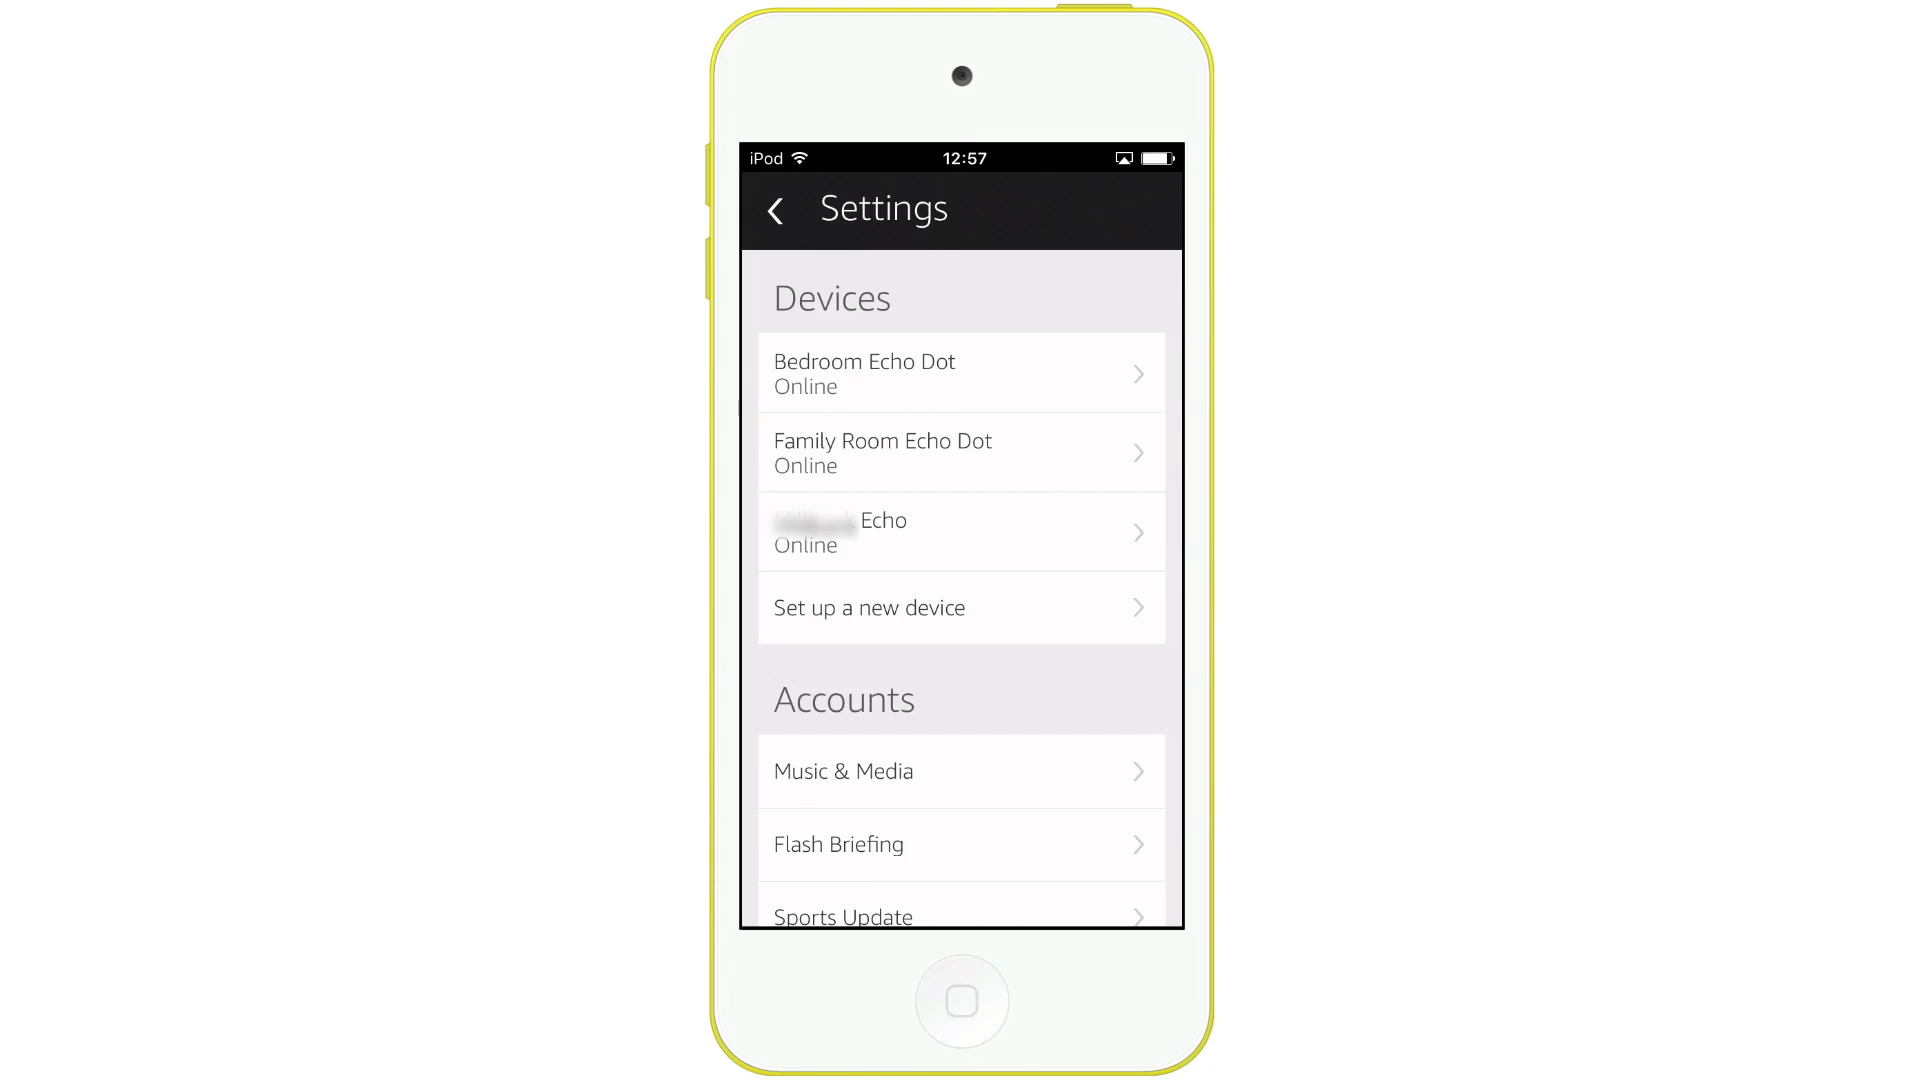 iPod 12:57
Settings
Devices
Bedroom Echo Dot
Online
Family Room Echo Dot
Online
Echo
Online
Set up a new device
Accounts
Music & Media
Flash Briefing
Sports Update